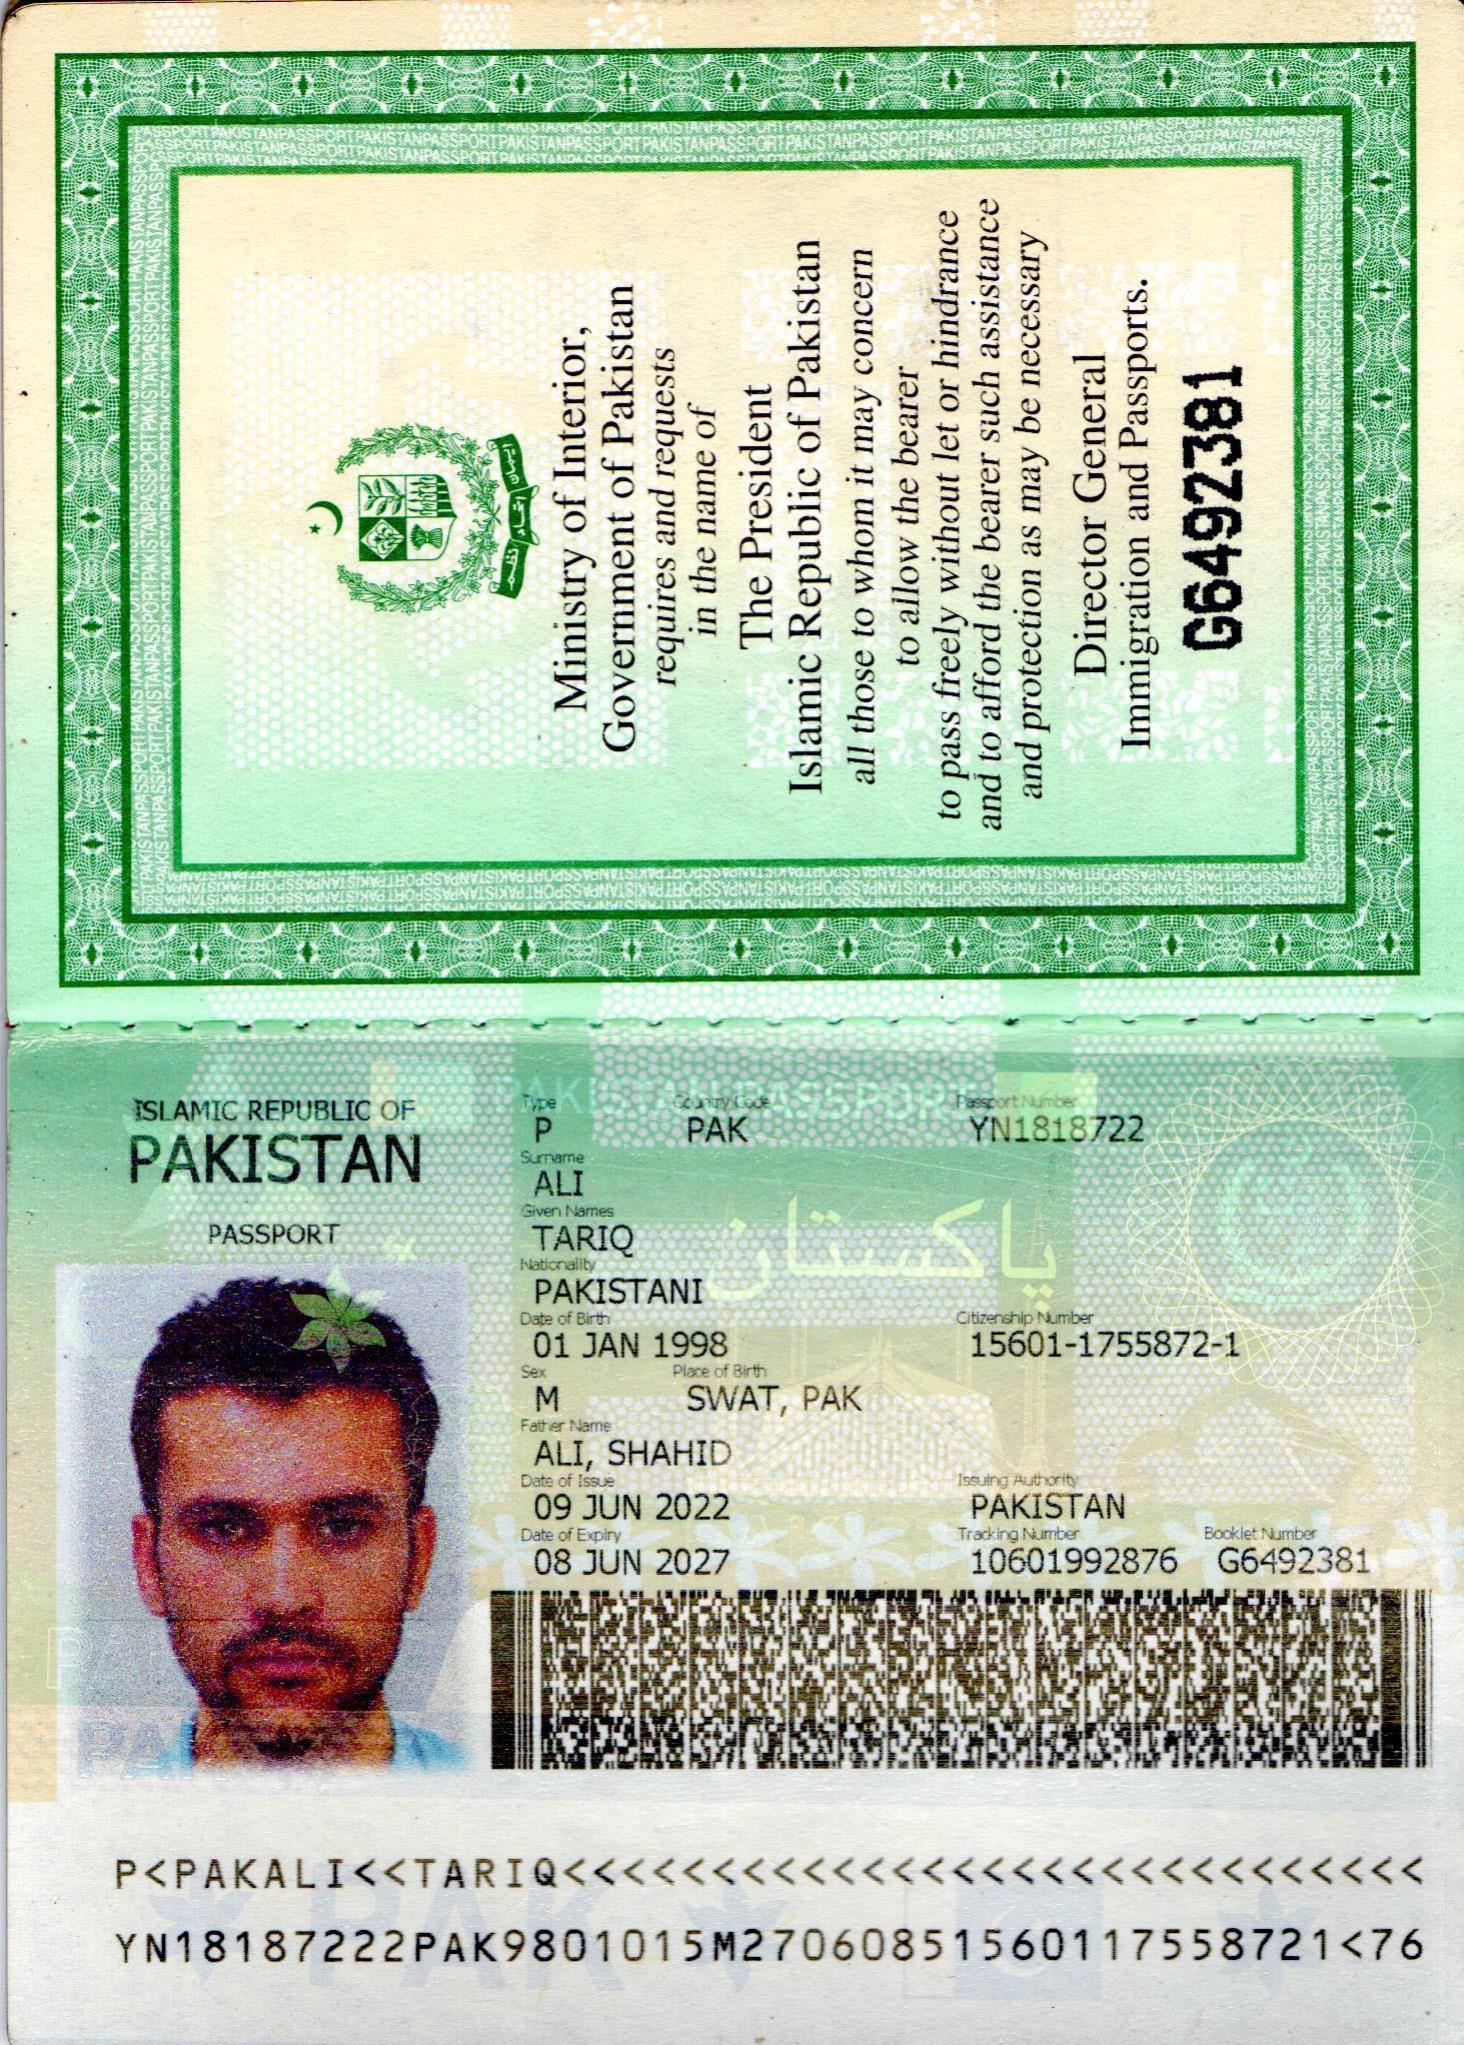 Ministry of Interior,
Government of Pakistan
requires and requests
in the name of
The President
Islamic Republic of Pakistan
all those to whom it may concern
to allow the bearer
to pass freely without let or hindrance
and to afford the bearer such assistance
and protection as may be necessary
Director General
Immigration and Passports.
G6492381
PAKISTAN PASSPORT
ISLAMIC REPUBLIC OF
PAKISTAN
PASSPORT
Type Country Code Passport Number
P PAK YN1818722
Surname
ALI
Given Names
TARIQ
پاکستان
Nationality
PAKISTANI
Date of Birth Citizenship Number
01 JAN 1998 15601-1755872-1
Sex Place of Birth
M SWAT, PAK
Father Name
ALI, SHAHID
Date of Issue Issuing Authority
09 JUN 2022 PAKISTAN
Date of Expiry Tracking Number Booklet Number
08 JUN 2027 10601992876 G6492381
P<PAKALI<<TARIQ<<<<<<<<<<<<<<<<<<<<<<<<<<<<<
YN18187222PAK9801015M27060851560117558721<76